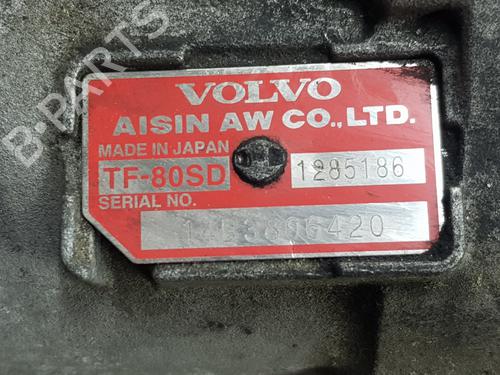 VOLVO
AISIN AW CO., LTD.
MADE IN JAPAN
TF-80SD 1285186
SERIAL NO.
B-PARTS